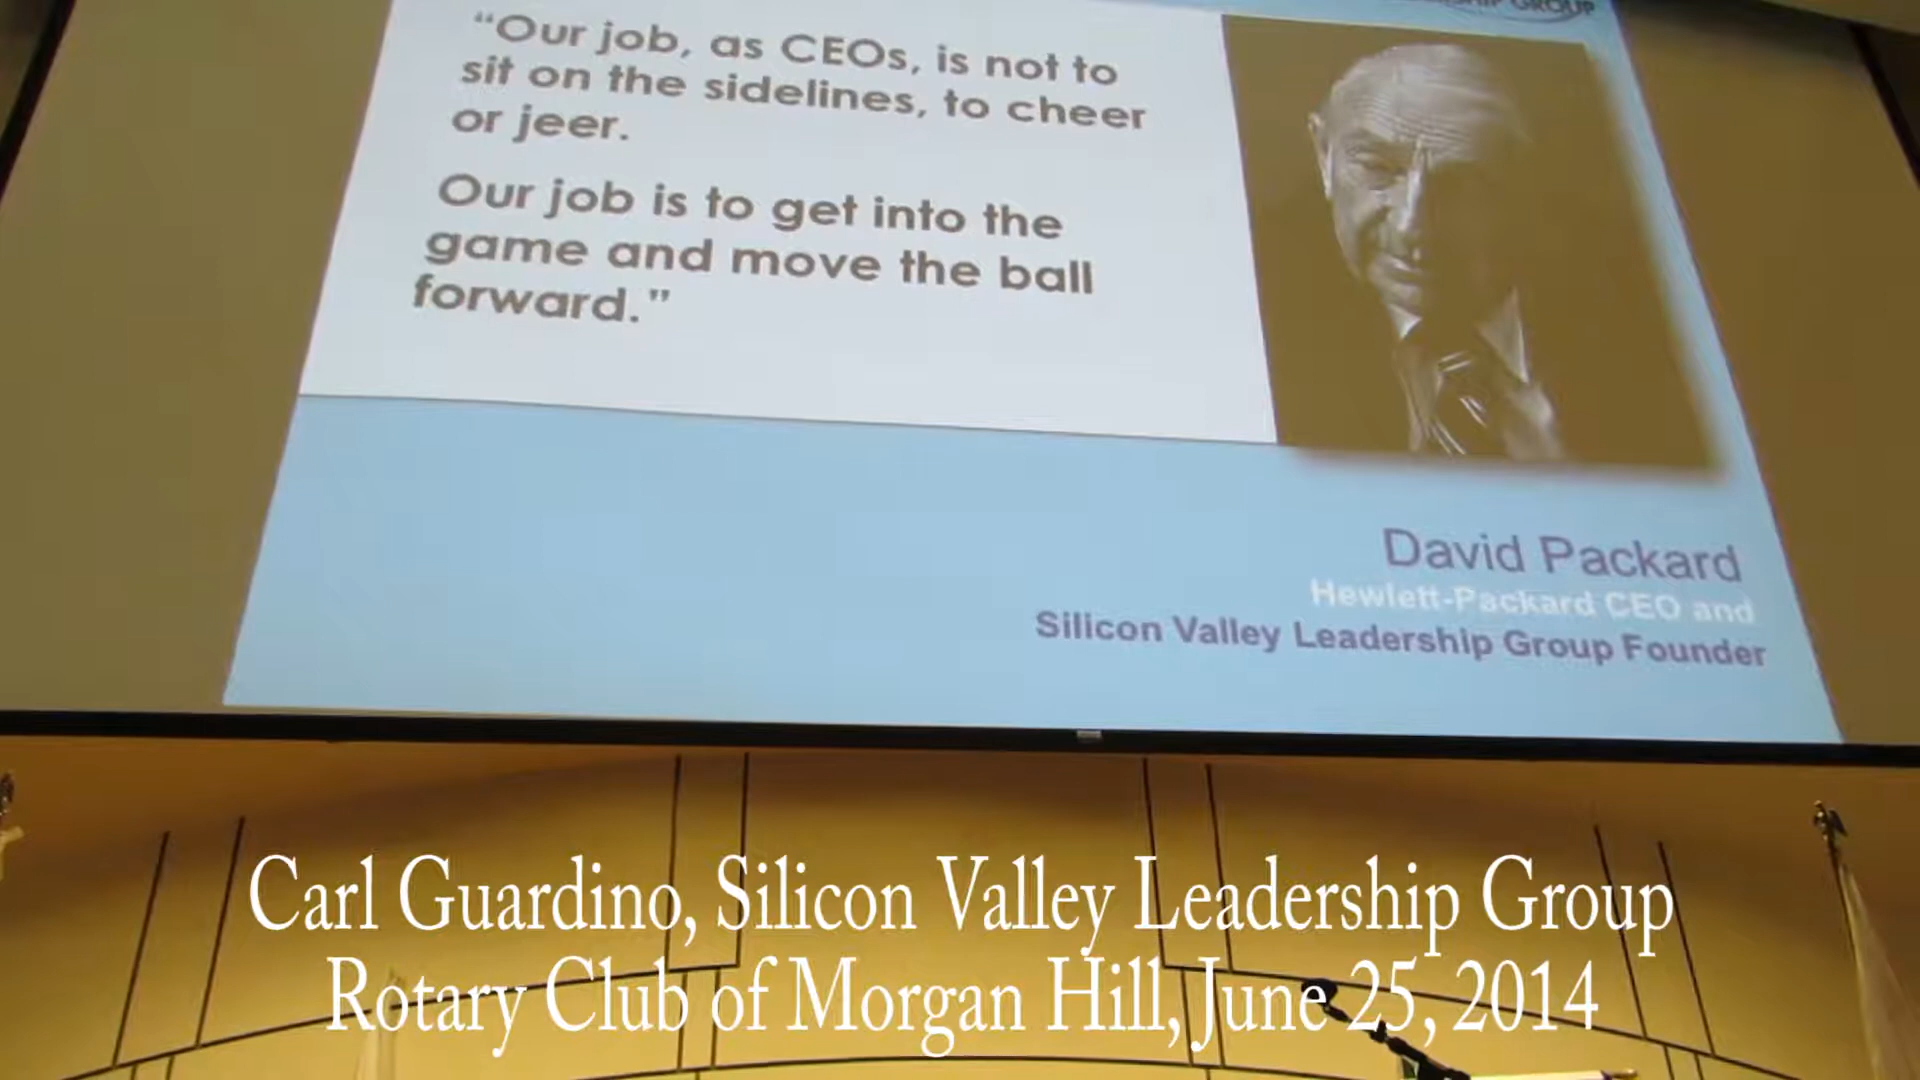 GROUP
“Our job, as CEOs, is not to
sit on the sidelines, to cheer
or jeer.
Our job is to get into the
game and move the ball
forward.”
David Packard
Hewlett-Packard CEO and
Silicon Valley Leadership Group Founder
Carl Guardino, Silicon Valley Leadership Group
Rotary Club of Morgan Hill, June 25, 2014